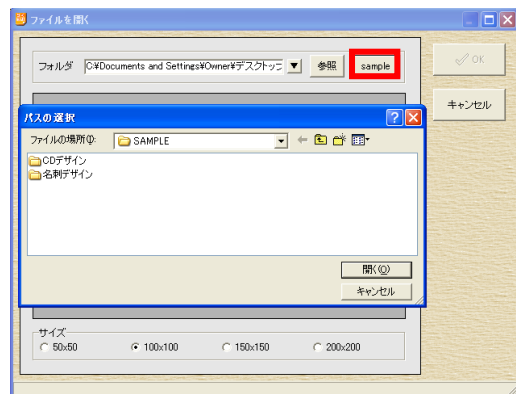 ファイルを開く
フォルダ C:¥Documents and Settings¥Owner¥デスクトップ 参照 sample
OK
キャンセル
パスの選択
ファイルの場所(I): SAMPLE
CDデザイン
名刺デザイン
開く(O)
キャンセル
サイズ
50x50 100x100 150x150 200x200